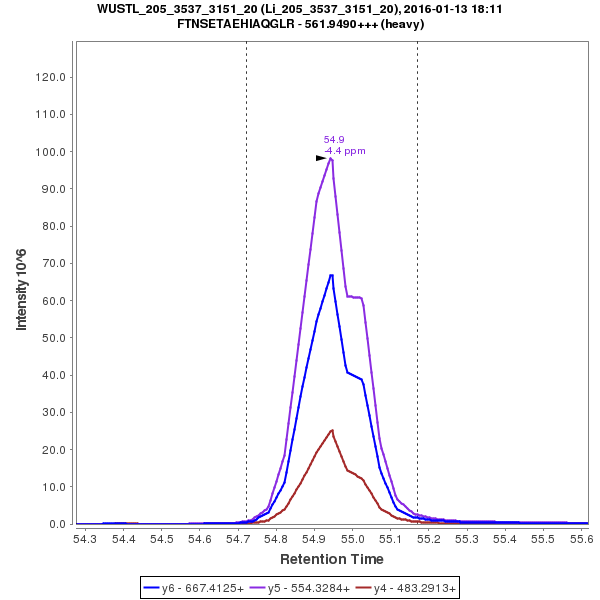 WUSTL_205_3537_3151_20 (Li_205_3537_3151_20), 2016-01-13 18:11
FTNSETAEHIAQGLR - 561.9490+++ (heavy)
120.0
110.0
100.0
90.0
80.0
70.0
60.0
50.0
40.0
30.0
20.0
10.0
0.0
Intensity 10^6
54.9
-4.4 ppm
54.3 54.4 54.5 54.6 54.7 54.8 54.9 55.0 55.1 55.2 55.3 55.4 55.5 55.6
Retention Time
y6 - 667.4125+ y5 - 554.3284+ y4 - 483.2913+